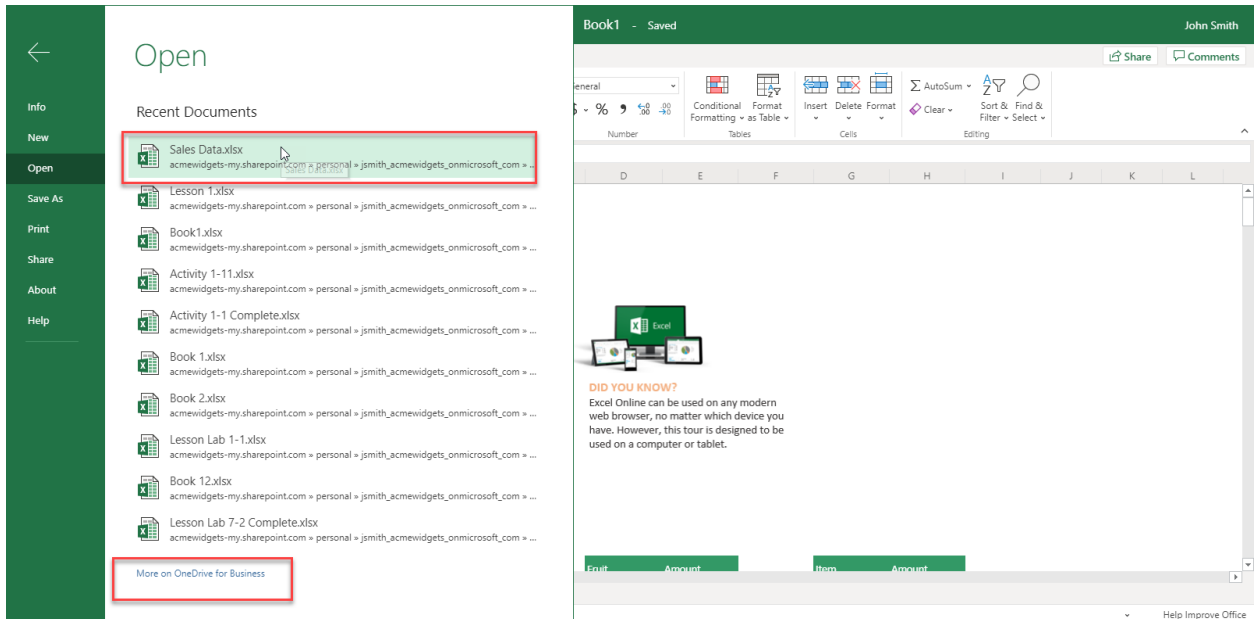 Book1 - Saved
John Smith
Open
Share
Comments
Info
New
Open
Save As
Print
Share
About
Help
Recent Documents
Sales Data.xlsx
acmewidgets-my.sharepoint.com » personal » jsmith_acmewidgets_onmicrosoft_com » ...
Sales Data.xlsx
Lesson 1.xlsx
acmewidgets-my.sharepoint.com » personal » jsmith_acmewidgets_onmicrosoft_com » ...
Book1.xlsx
acmewidgets-my.sharepoint.com » personal » jsmith_acmewidgets_onmicrosoft_com » ...
Activity 1-11.xlsx
acmewidgets-my.sharepoint.com » personal » jsmith_acmewidgets_onmicrosoft_com » ...
Activity 1-1 Complete.xlsx
acmewidgets-my.sharepoint.com » personal » jsmith_acmewidgets_onmicrosoft_com » ...
Book 1.xlsx
acmewidgets-my.sharepoint.com » personal » jsmith_acmewidgets_onmicrosoft_com » ...
Book 2.xlsx
acmewidgets-my.sharepoint.com » personal » jsmith_acmewidgets_onmicrosoft_com » ...
Lesson Lab 1-1.xlsx
acmewidgets-my.sharepoint.com » personal » jsmith_acmewidgets_onmicrosoft_com » ...
Book 12.xlsx
acmewidgets-my.sharepoint.com » personal » jsmith_acmewidgets_onmicrosoft_com » ...
Lesson Lab 7-2 Complete.xlsx
acmewidgets-my.sharepoint.com » personal » jsmith_acmewidgets_onmicrosoft_com » ...
More on OneDrive for Business
eneral
$ % , .00 .00
Number
Conditional Format
Formatting as Table
Tables
Insert Delete Format
Cells
Σ AutoSum
Clear
Sort & Find &
Filter Select
Editing
D E F G H I J K L
Excel
DID YOU KNOW?
Excel Online can be used on any modern
web browser, no matter which device you
have. However, this tour is designed to be
used on a computer or tablet.
Fruit Amount Item Amount
Help Improve Office